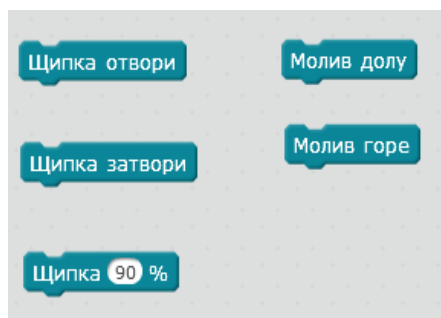 Щипка отвори
Молив долу
Щипка затвори
Молив горе
Щипка 90 %